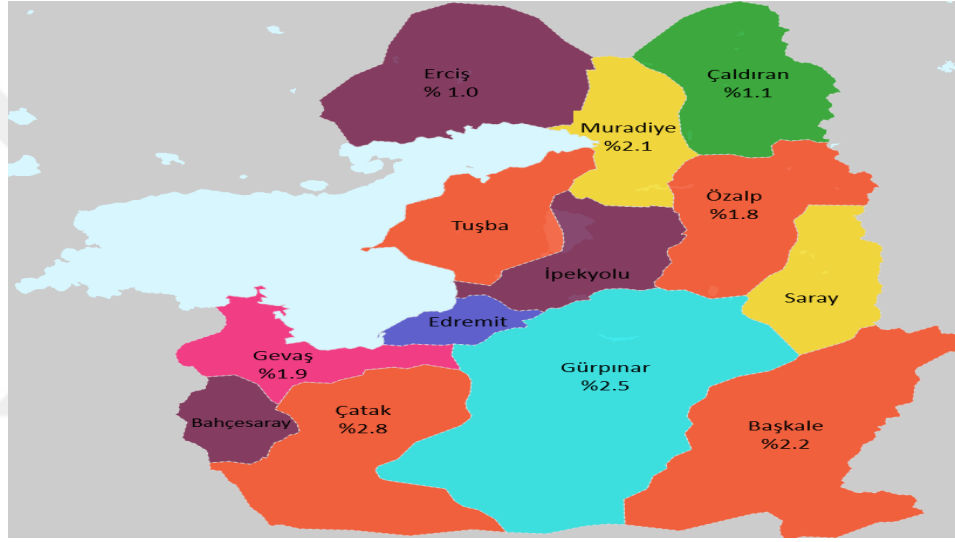 Erciş
% 1.0
Çaldıran
%1.1
Muradiye
%2.1
Özalp
%1.8
Tuşba
İpekyolu
Saray
Edremit
Gevaş
%1.9
Gürpınar
%2.5
Çatak
%2.8
Bahçesaray
Başkale
%2.2